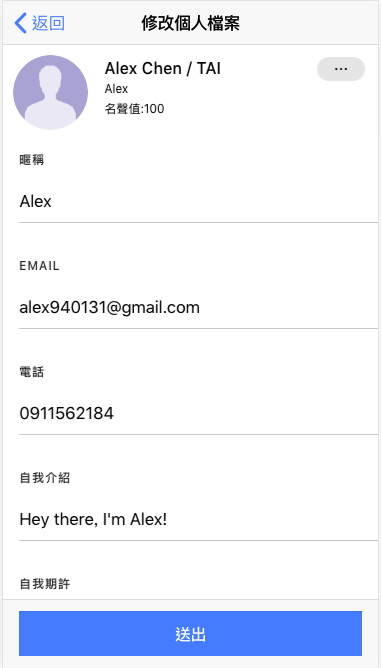 返回
修改個人檔案
Alex Chen / TAI
Alex
名聲值:100
...
暱稱
Alex
EMAIL
alex940131@gmail.com
電話
0911562184
自我介紹
Hey there, I'm Alex!
自我期許
送出